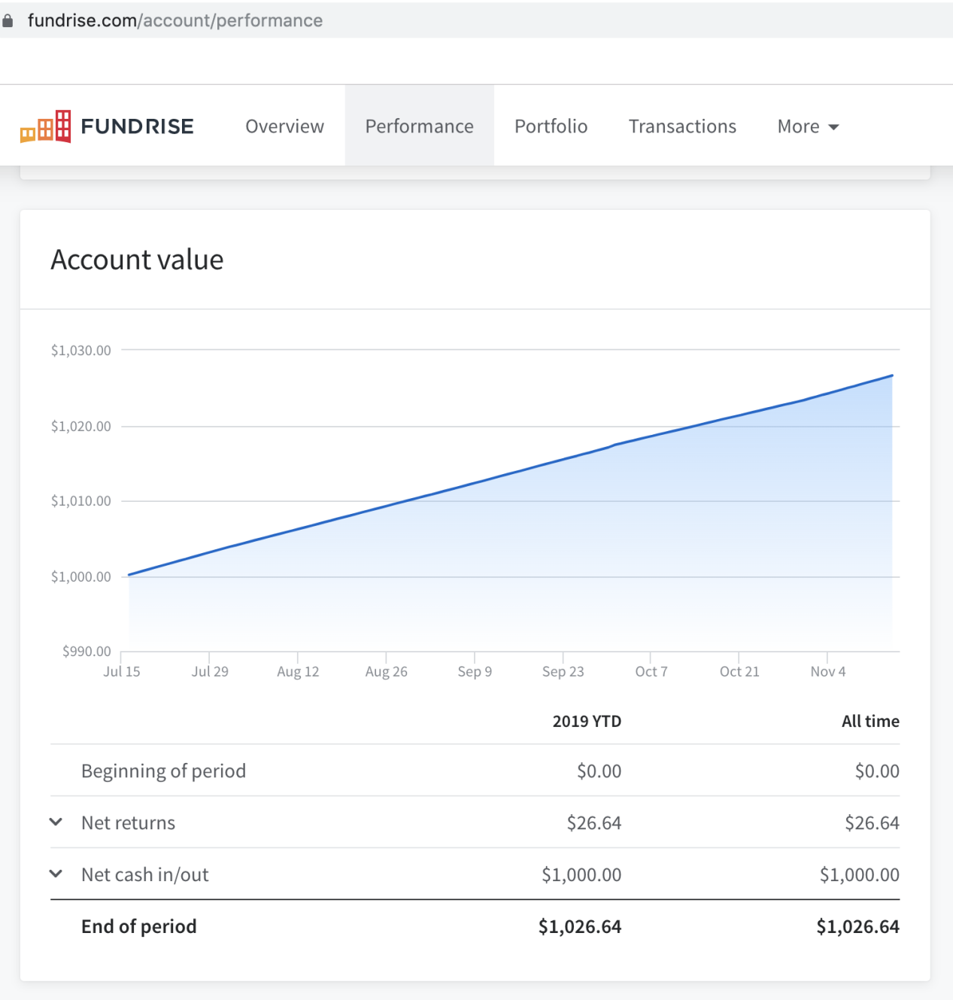 fundrise.com/account/performance
FUNDRISE Overview Performance Portfolio Transactions More
Account value
$1,030.00
$1,020.00
$1,010.00
$1,000.00
$990.00
Jul 15 Jul 29 Aug 12 Aug 26 Sep 9 Sep 23 Oct 7 Oct 21 Nov 4
2019 YTD All time
Beginning of period $0.00 $0.00
Net returns $26.64 $26.64
Net cash in/out $1,000.00 $1,000.00
End of period $1,026.64 $1,026.64